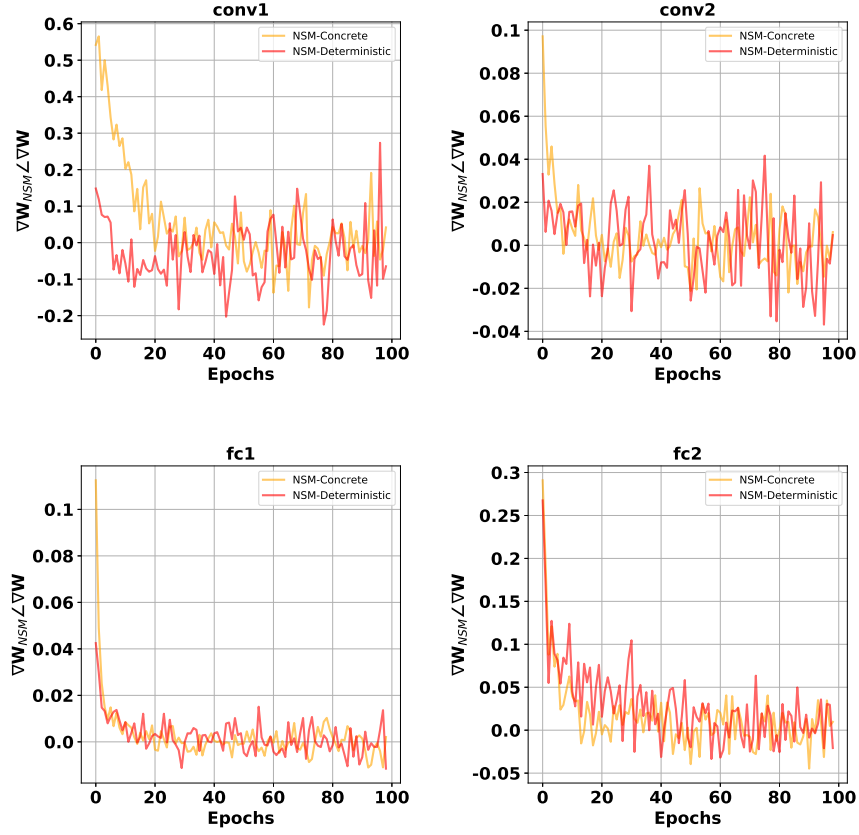 conv1
NSM-Concrete
NSM-Deterministic
0.6
0.5
0.4
0.3
0.2
0.1
0.0
-0.1
-0.2
∇W_NSM∠∇W
0 20 40 60 80 100
Epochs
conv2
NSM-Concrete
NSM-Deterministic
0.1
0.08
0.06
0.04
0.02
0.0
-0.02
-0.04
∇W_NSM∠∇W
0 20 40 60 80 100
Epochs
fc1
NSM-Concrete
NSM-Deterministic
0.1
0.08
0.06
0.04
0.02
0.0
∇W_NSM∠∇W
0 20 40 60 80 100
Epochs
fc2
NSM-Concrete
NSM-Deterministic
0.3
0.25
0.2
0.15
0.1
0.05
0.0
-0.05
∇W_NSM∠∇W
0 20 40 60 80 100
Epochs